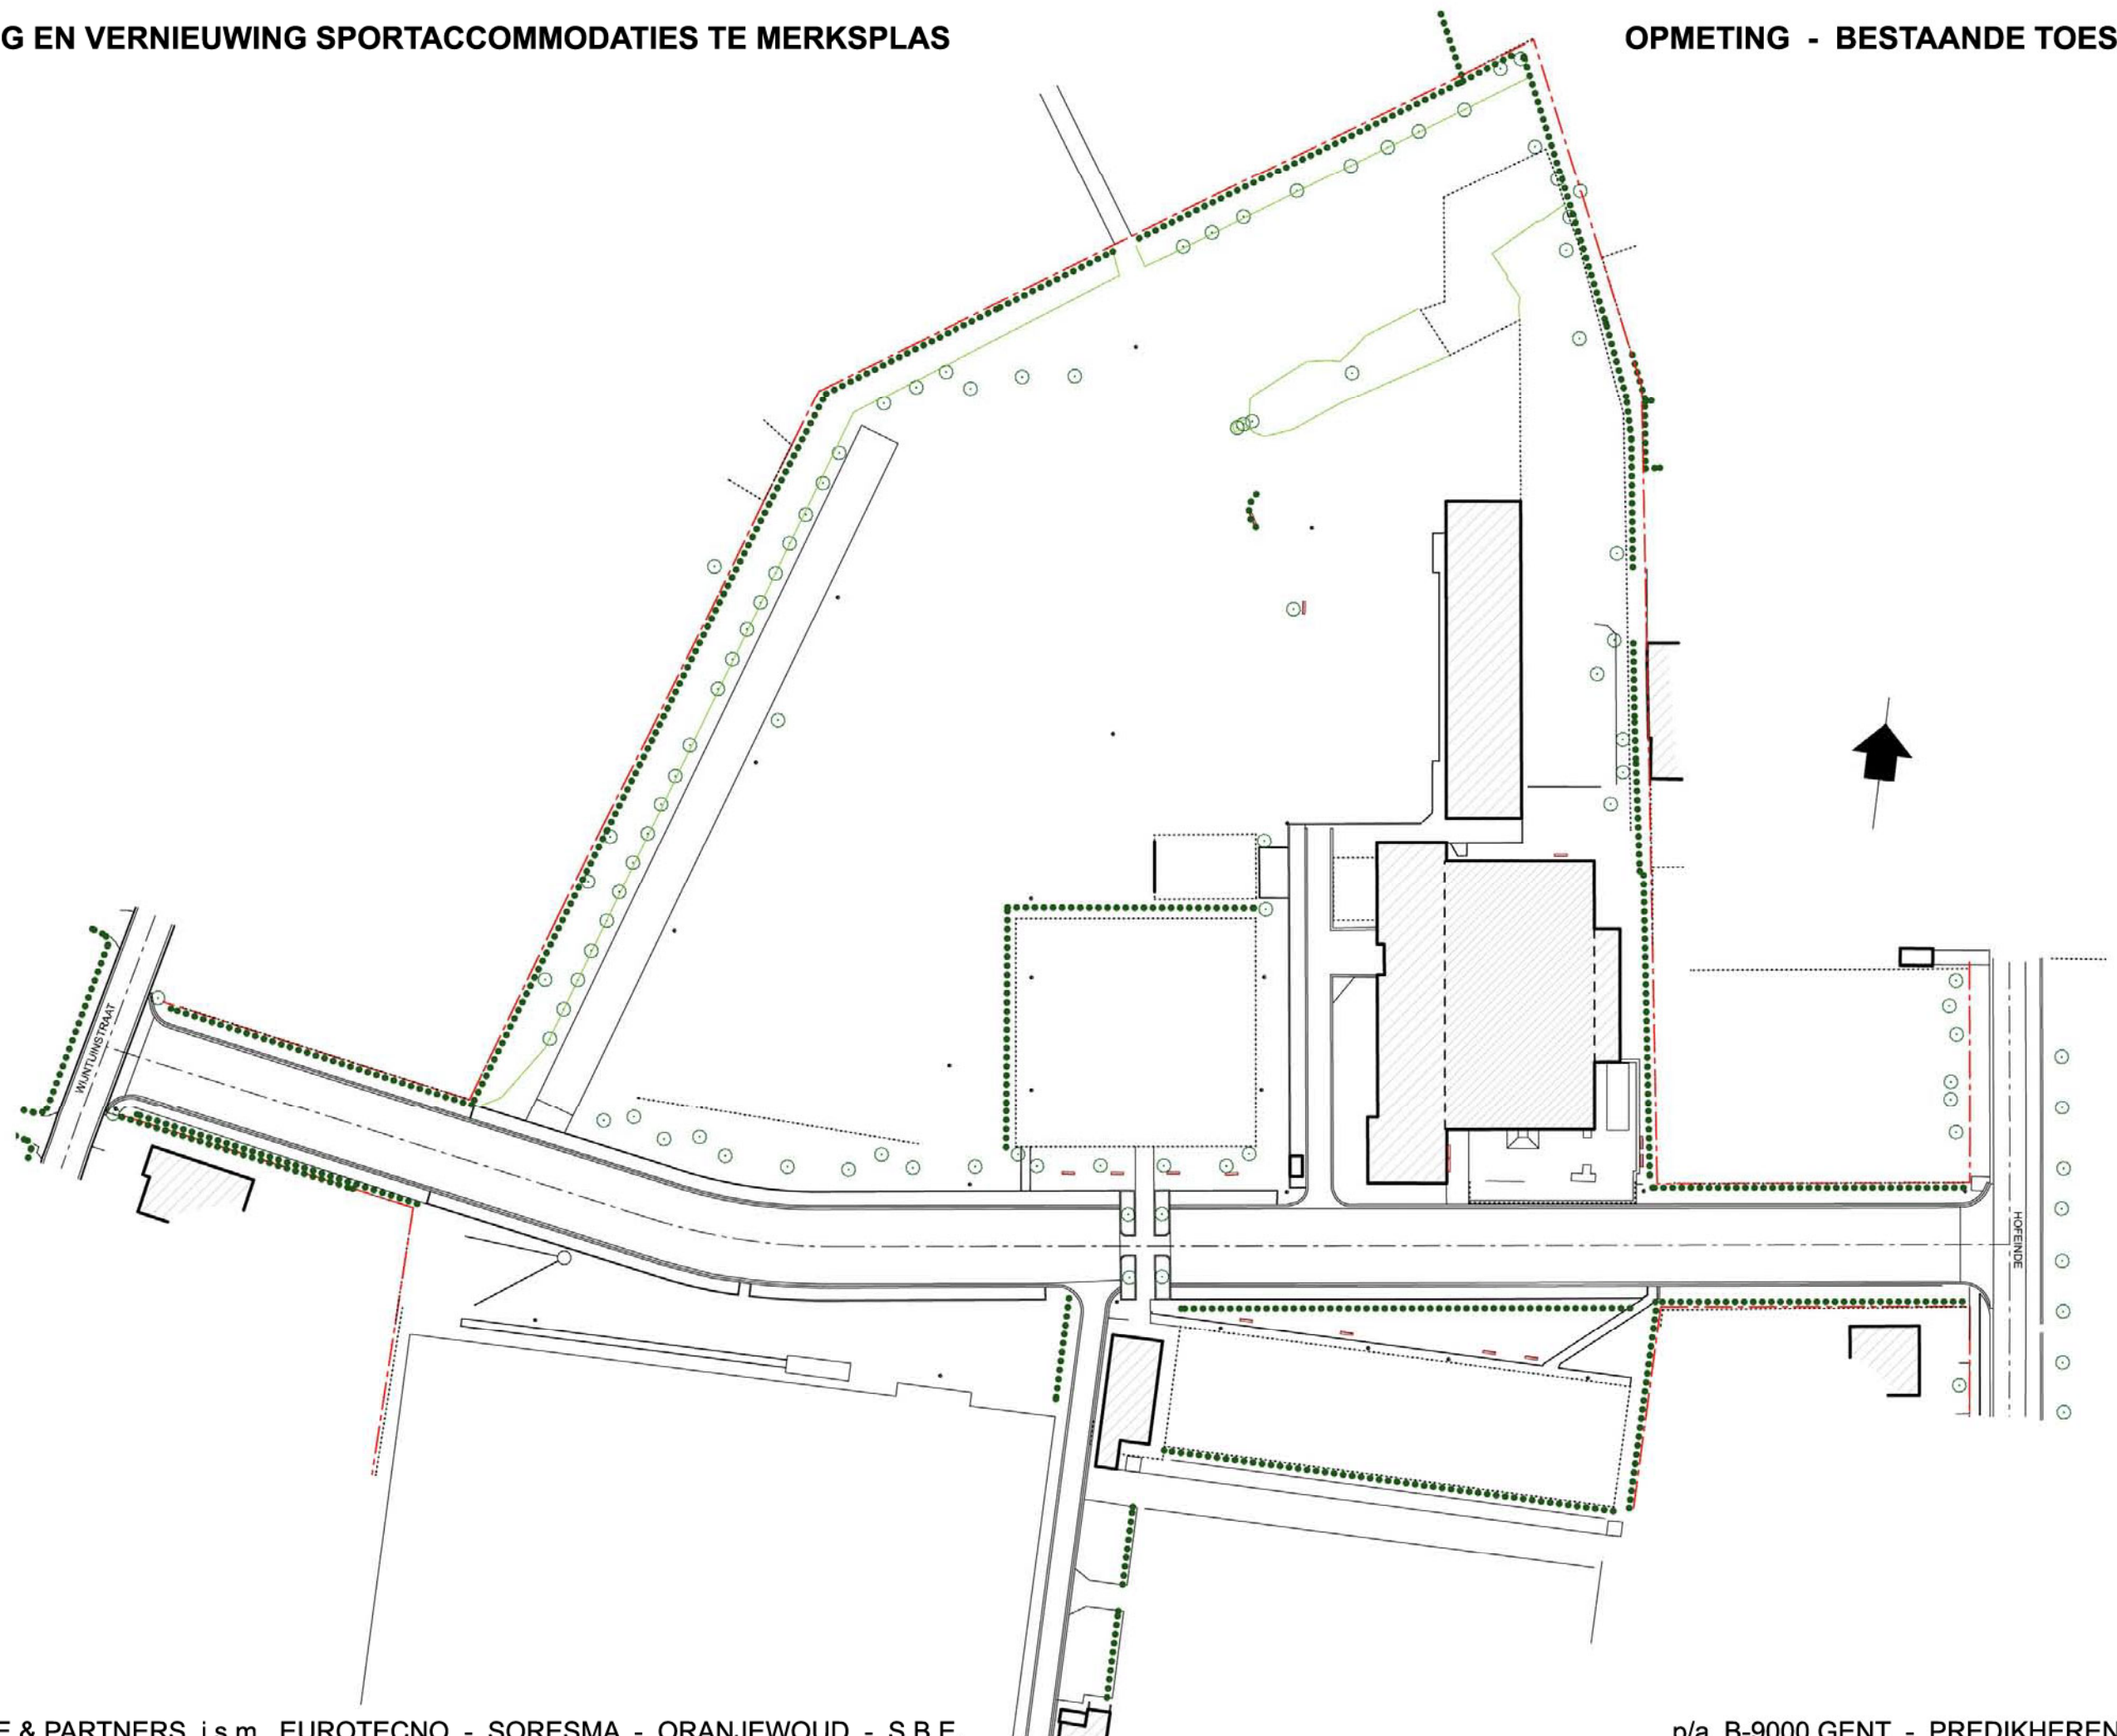 G EN VERNIEUWING SPORTACCOMMODATIES TE MERKSPLAS
OPMETING - BESTAANDE TOES
WIJNTUINSTRAAT
HOFEINDE
E & PARTNERS i.s.m. EUROTECNO - SORESMA - ORANJEWOUD - S.B.E.
p/a B-9000 GENT - PREDIKHEREN